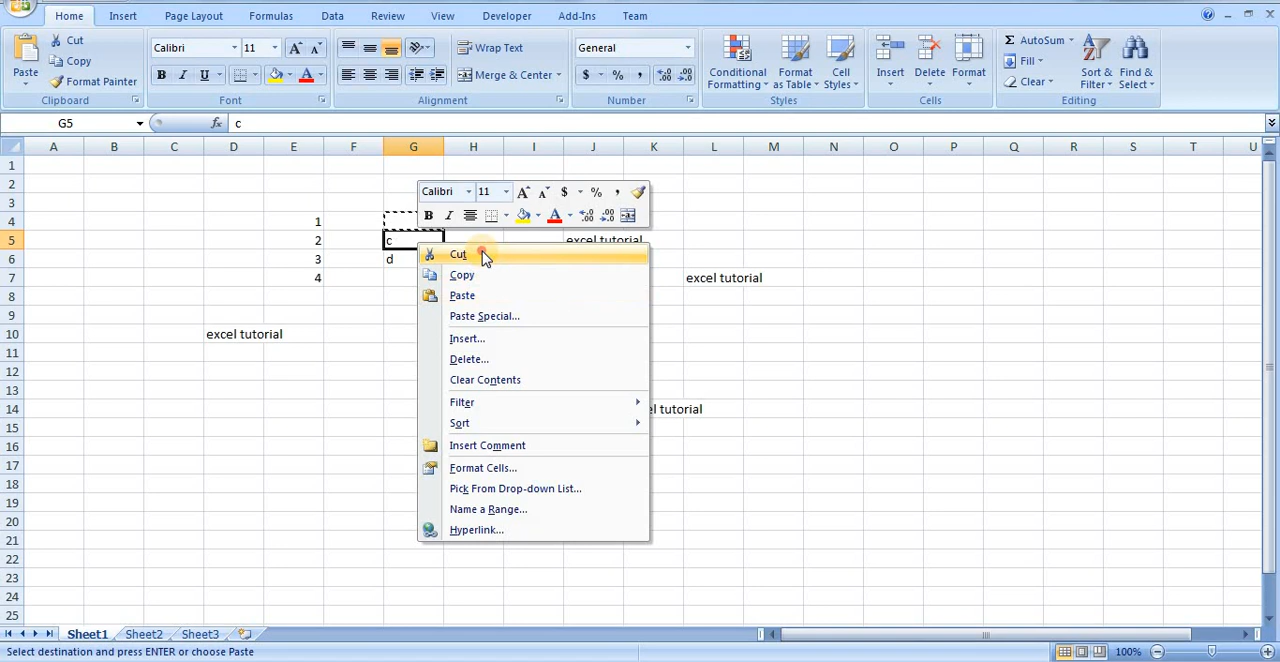 Home Insert Page Layout Formulas Data Review View Developer Add-Ins Team
Paste
Cut
Copy
Format Painter
Clipboard
Calibri 11
B I U
Font
Wrap Text
Merge & Center
Alignment
General
$ % ,
Number
Conditional Formatting
Format as Table
Cell Styles
Styles
Insert
Delete
Format
Cells
AutoSum
Fill
Clear
Sort & Filter
Find & Select
Editing
G5 fx c
A B C D E F G H I J K L M N O P Q R S T U
1
2
3
4 1
5 2 c excel tutorial
6 3 d
7 4 excel tutorial
8
9
10 excel tutorial
11
12
13
14 el tutorial
15
16
17
18
19
20
21
22
23
24
25
Calibri 11 $ % ,
B I
Cut
Copy
Paste
Paste Special...
Insert...
Delete...
Clear Contents
Filter
Sort
Insert Comment
Format Cells...
Pick From Drop-down List...
Name a Range...
Hyperlink...
Sheet1 Sheet2 Sheet3
Select destination and press ENTER or choose Paste
100%